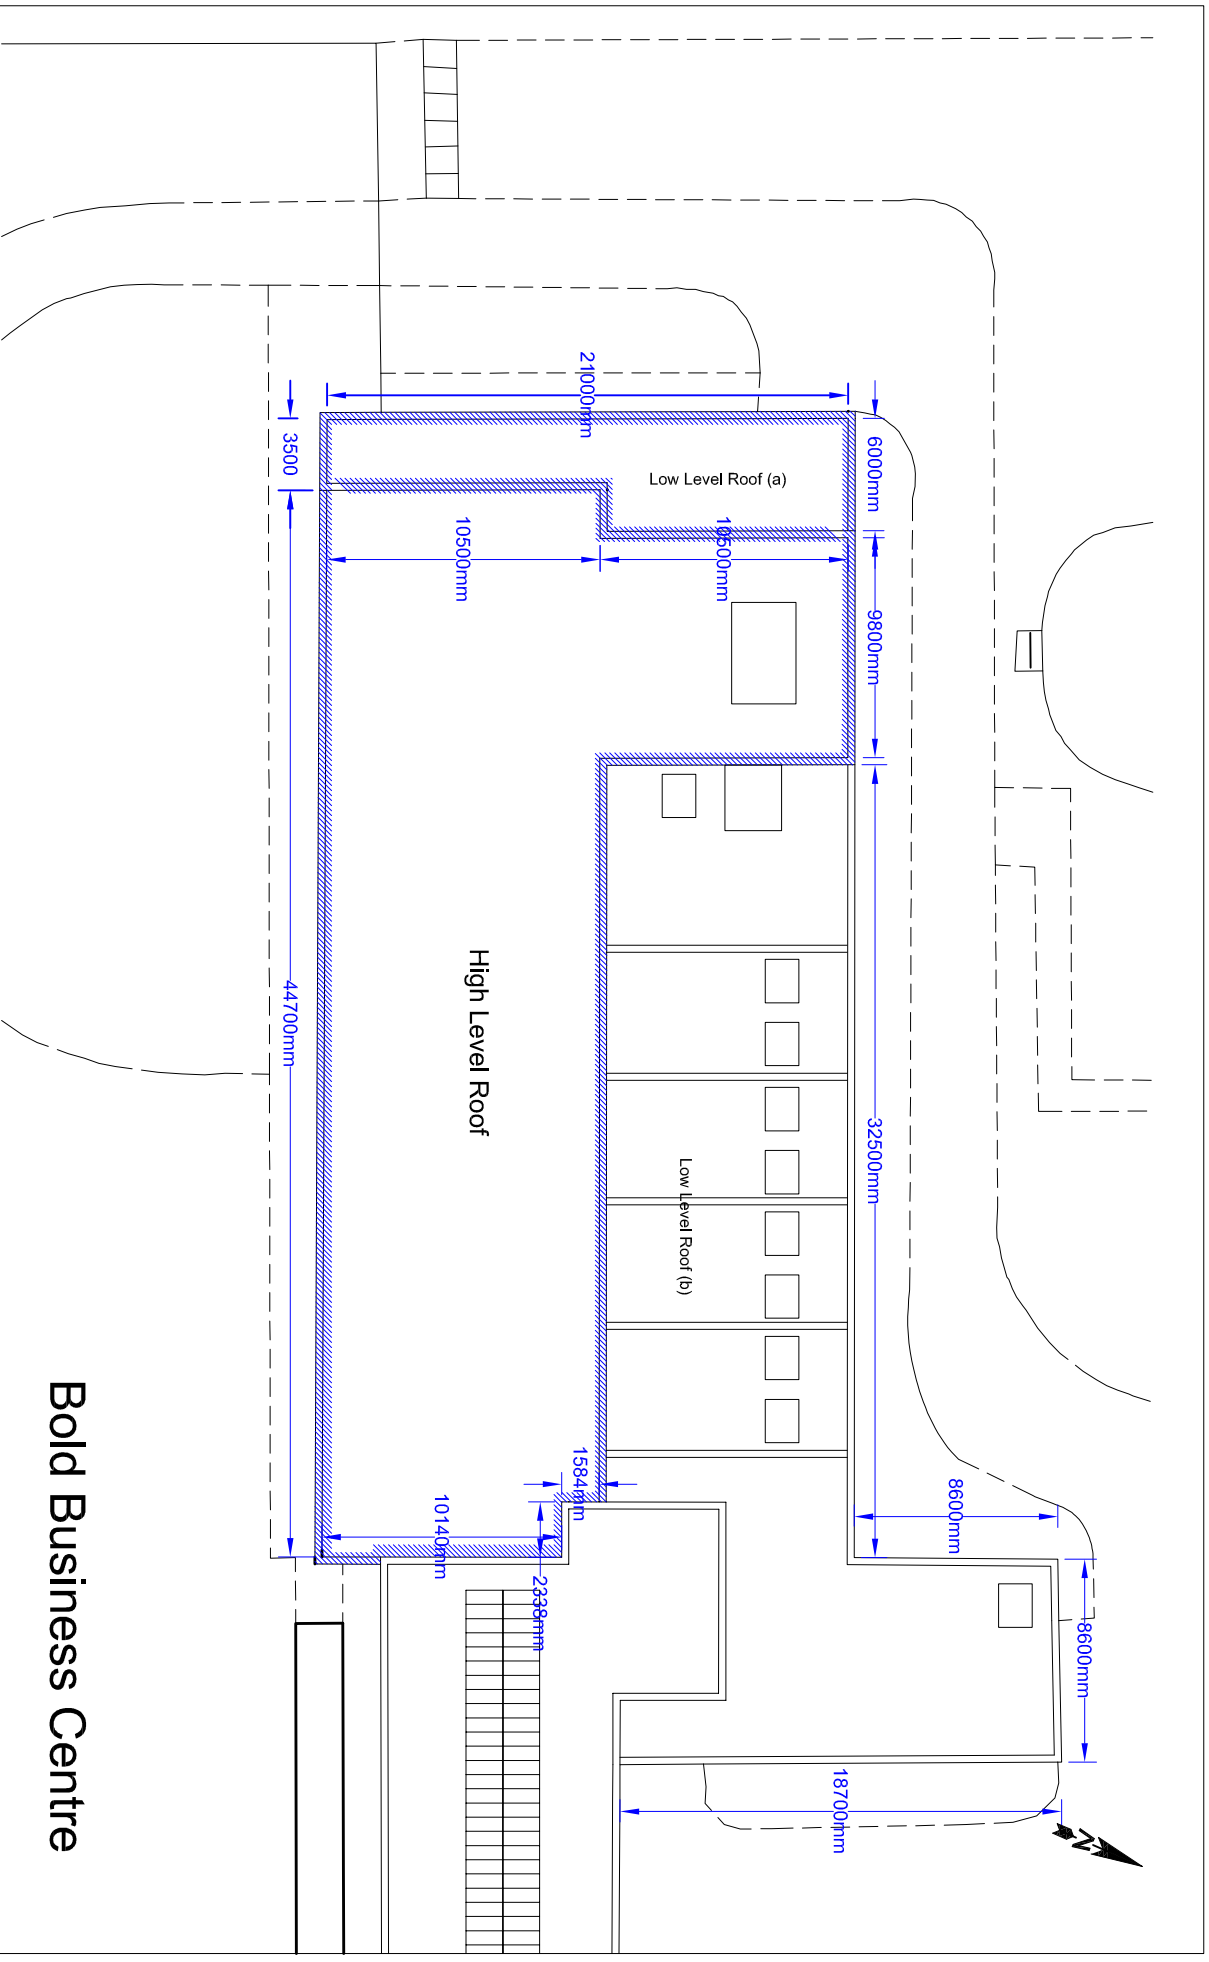 21000mm
3500
6000mm
Low Level Roof (a)
10500mm
10500mm
9800mm
High Level Roof
44700mm
32500mm
Low Level Roof (b)
1584mm
10140mm
2338mm
8600mm
8600mm
18700mm
N
Bold Business Centre